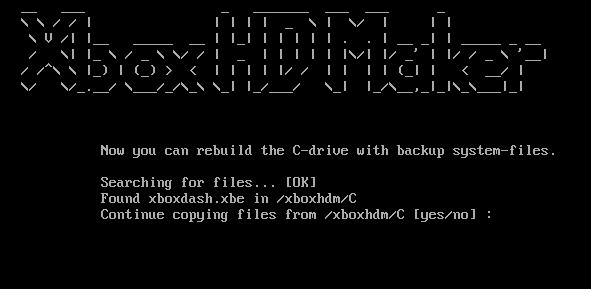 XboxHDMaker
Now you can rebuild the C-drive with backup system-files.
Searching for files... [OK]
Found xboxdash.xbe in /xboxhdm/C
Continue copying files from /xboxhdm/C [yes/no] :